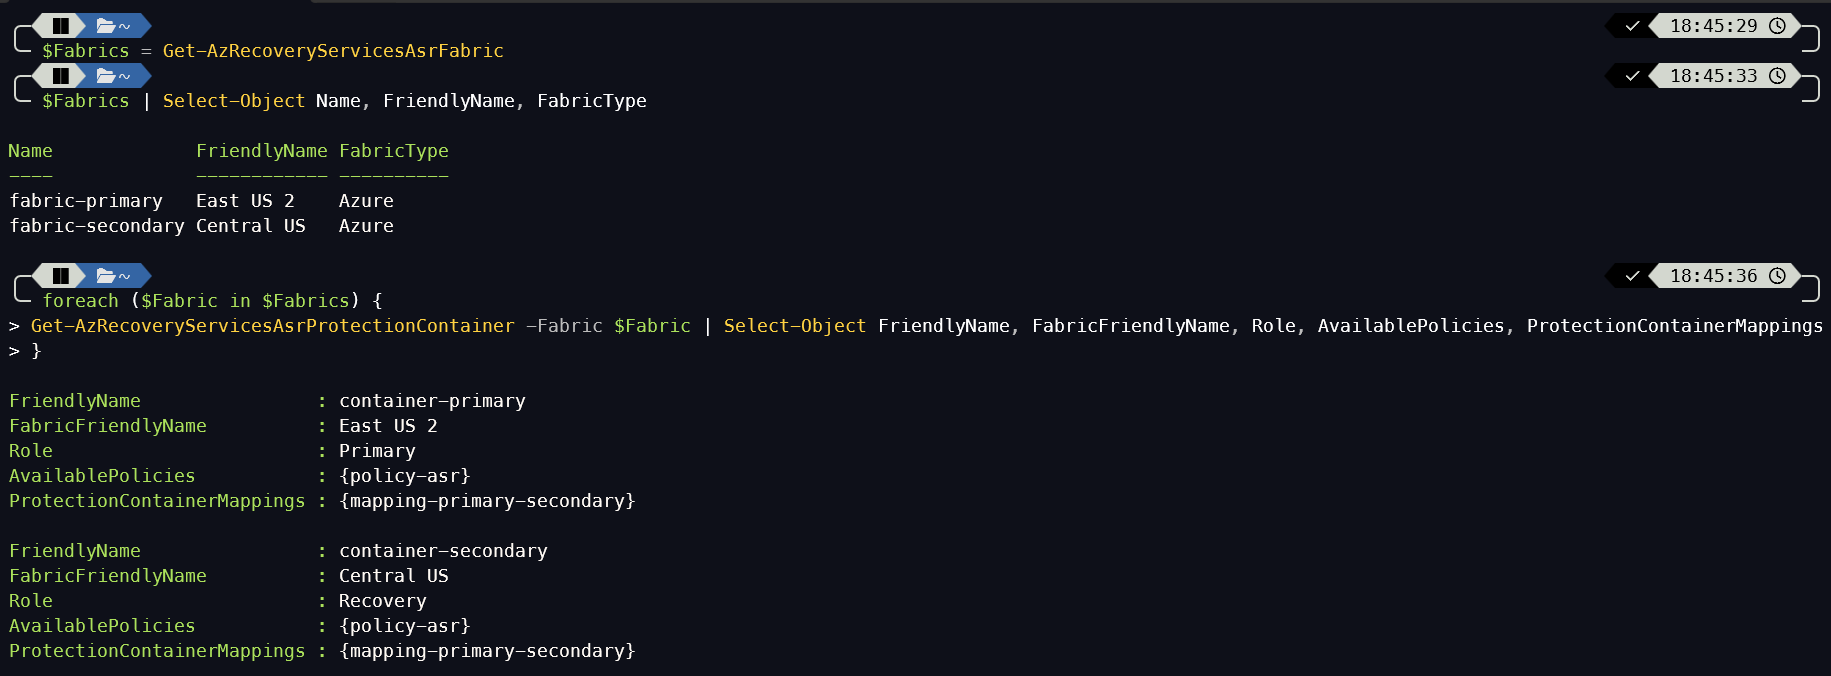 ~ 18:45:29
$Fabrics = Get-AzRecoveryServicesAsrFabric
~ 18:45:33
$Fabrics | Select-Object Name, FriendlyName, FabricType
Name FriendlyName FabricType
---- ------------ ----------
fabric-primary East US 2 Azure
fabric-secondary Central US Azure
~ 18:45:36
foreach ($Fabric in $Fabrics) {
> Get-AzRecoveryServicesAsrProtectionContainer -Fabric $Fabric | Select-Object FriendlyName, FabricFriendlyName, Role, AvailablePolicies, ProtectionContainerMappings
> }
FriendlyName : container-primary
FabricFriendlyName : East US 2
Role : Primary
AvailablePolicies : {policy-asr}
ProtectionContainerMappings : {mapping-primary-secondary}
FriendlyName : container-secondary
FabricFriendlyName : Central US
Role : Recovery
AvailablePolicies : {policy-asr}
ProtectionContainerMappings : {mapping-primary-secondary}